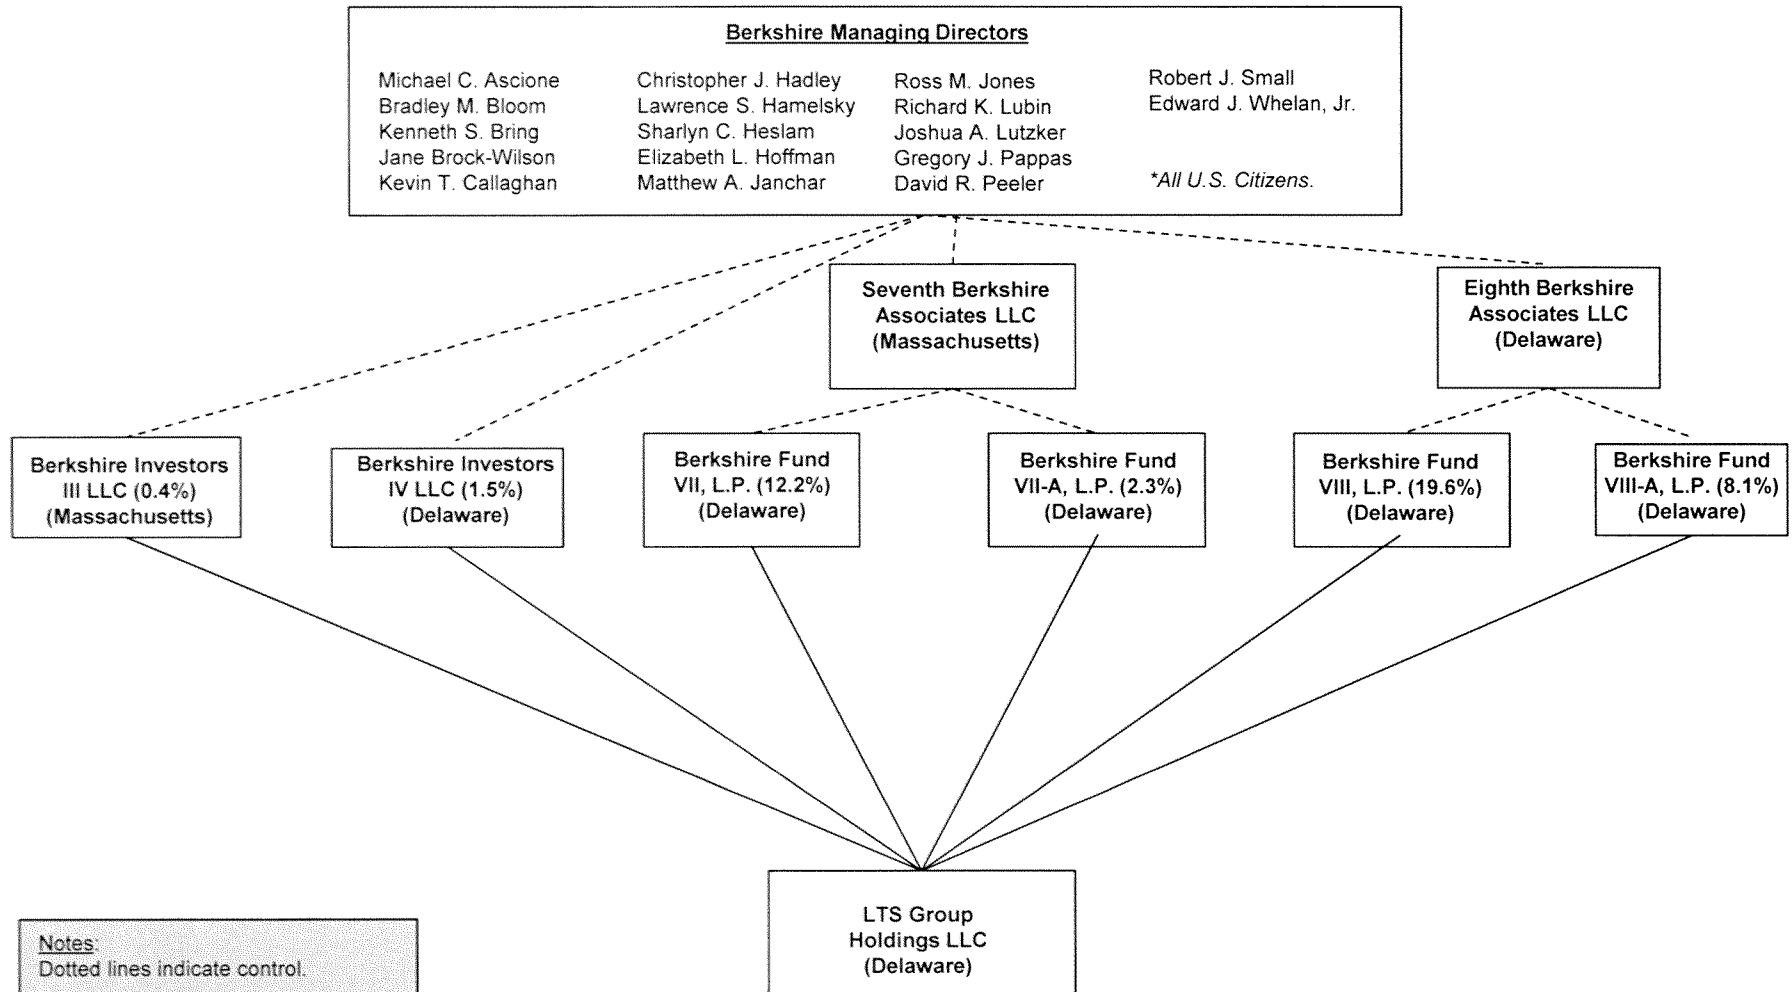 Berkshire Managing Directors
Michael C. Ascione
Bradley M. Bloom
Kenneth S. Bring
Jane Brock-Wilson
Kevin T. Callaghan
Christopher J. Hadley
Lawrence S. Hamelsky
Sharlyn C. Heslam
Elizabeth L. Hoffman
Matthew A. Janchar
Ross M. Jones
Richard K. Lubin
Joshua A. Lutzker
Gregory J. Pappas
David R. Peeler
Robert J. Small
Edward J. Whelan, Jr.
*All U.S. Citizens.
Seventh Berkshire
Associates LLC
(Massachusetts)
Eighth Berkshire
Associates LLC
(Delaware)
Berkshire Investors
III LLC (0.4%)
(Massachusetts)
Berkshire Investors
IV LLC (1.5%)
(Delaware)
Berkshire Fund
VII, L.P. (12.2%)
(Delaware)
Berkshire Fund
VII-A, L.P. (2.3%)
(Delaware)
Berkshire Fund
VIII, L.P. (19.6%)
(Delaware)
Berkshire Fund
VIII-A, L.P. (8.1%)
(Delaware)
LTS Group
Holdings LLC
(Delaware)
Notes:
Dotted lines indicate control.